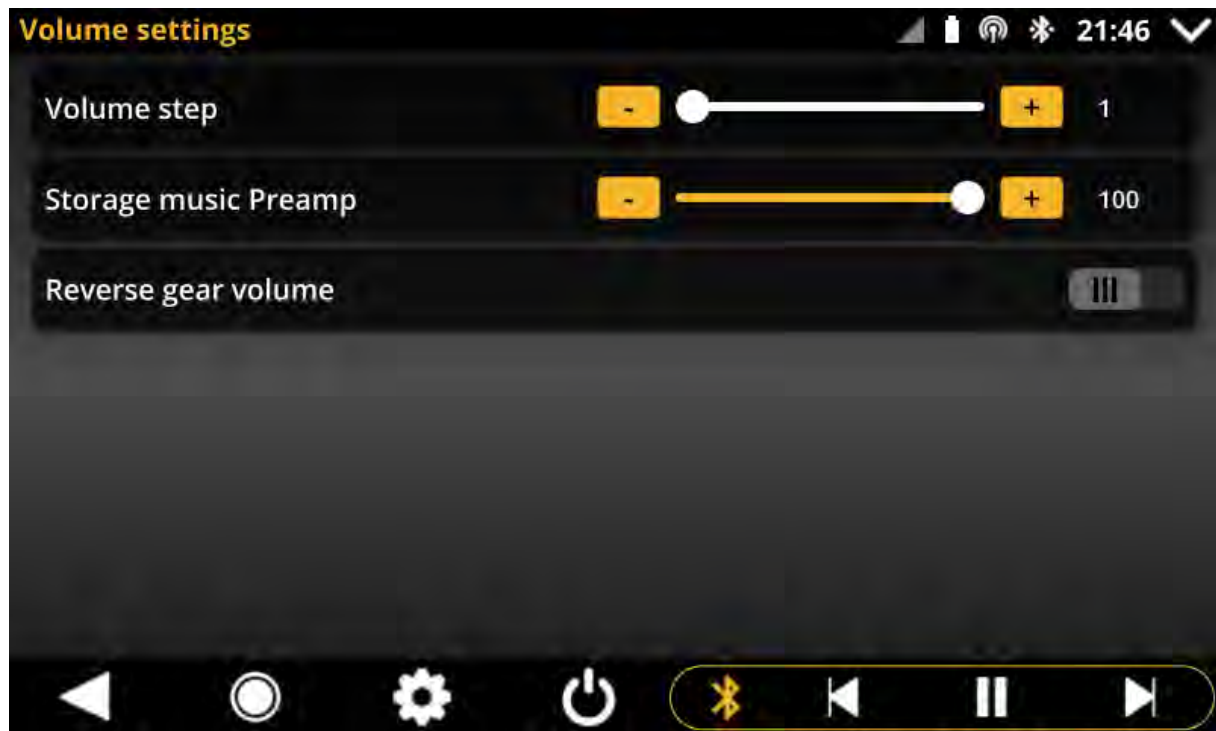 Volume settings 21:46
Volume step - + 1
Storage music Preamp - + 100
Reverse gear volume